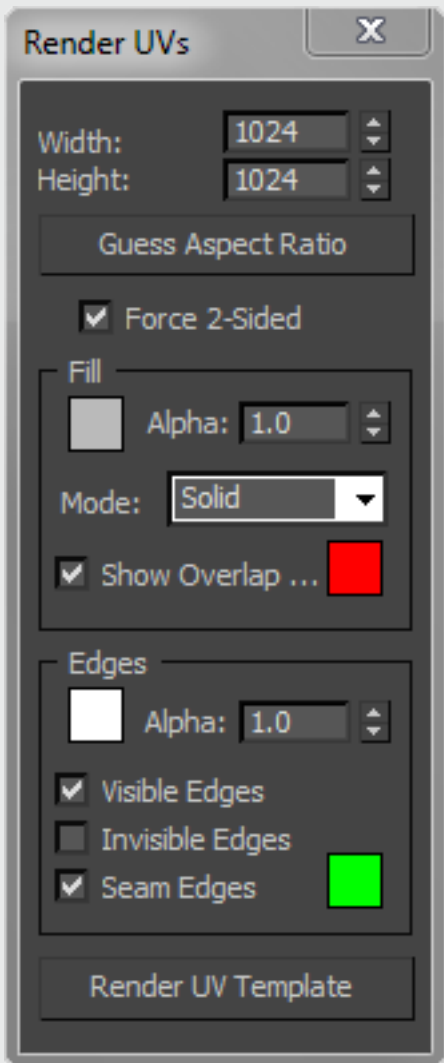 Render UVs
Width: 1024
Height: 1024
Guess Aspect Ratio
Force 2-Sided
Fill
Alpha: 1.0
Mode: Solid
Show Overlap ...
Edges
Alpha: 1.0
Visible Edges
Invisible Edges
Seam Edges
Render UV Template